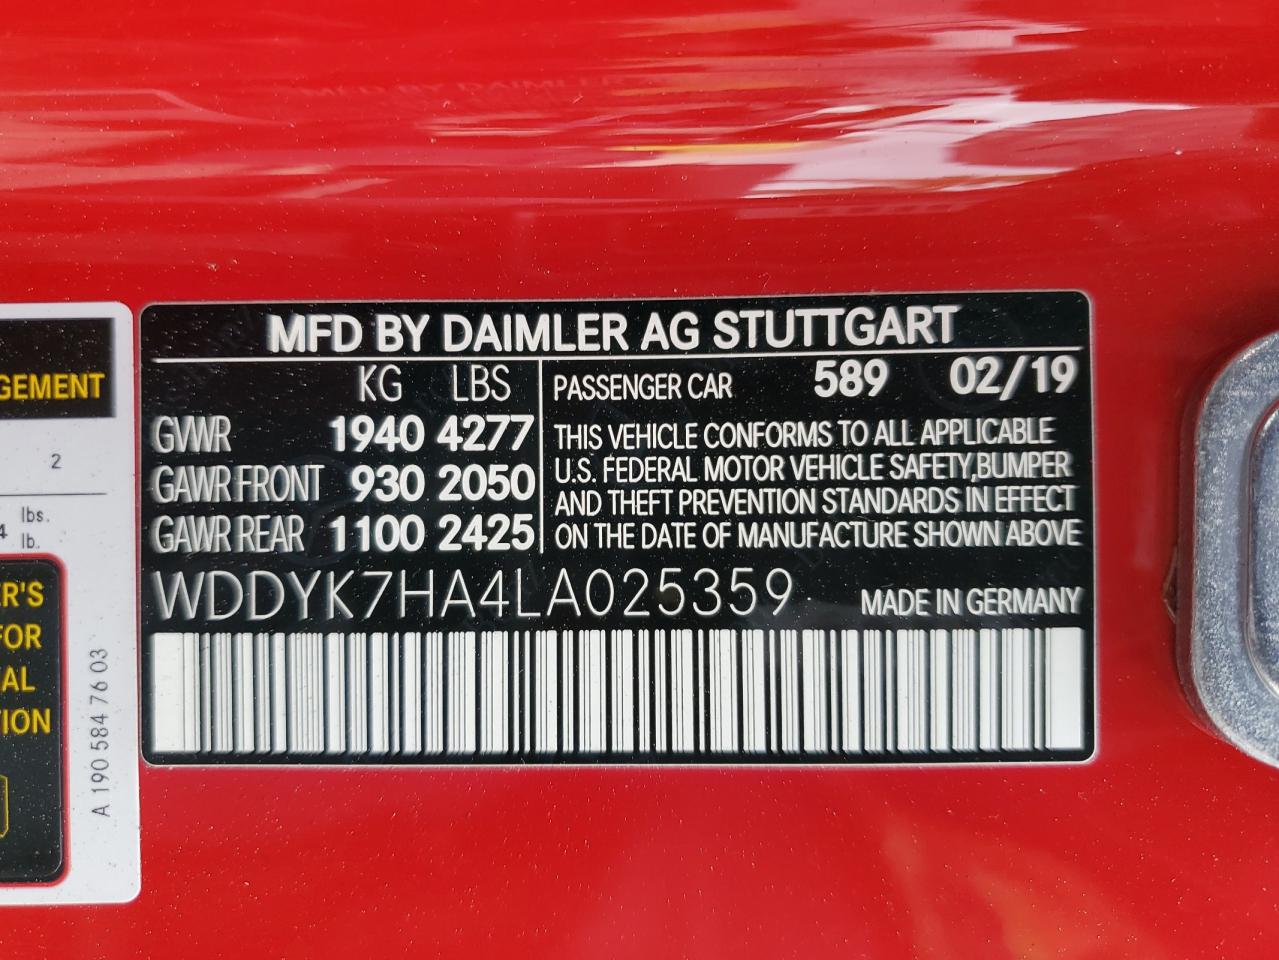 MFD BY DAIMLER AG STUTTGART
KG LBS
GVWR 1940 4277
GAWR FRONT 930 2050
GAWR REAR 1100 2425
PASSENGER CAR 589 02/19
THIS VEHICLE CONFORMS TO ALL APPLICABLE
U.S. FEDERAL MOTOR VEHICLE SAFETY,BUMPER
AND THEFT PREVENTION STANDARDS IN EFFECT
ON THE DATE OF MANUFACTURE SHOWN ABOVE
WDDYK7HA4LA025359 MADE IN GERMANY
GEMENT
2
4 lbs.
lb.
ER'S
FOR
AL
TION
A 190 584 76 03